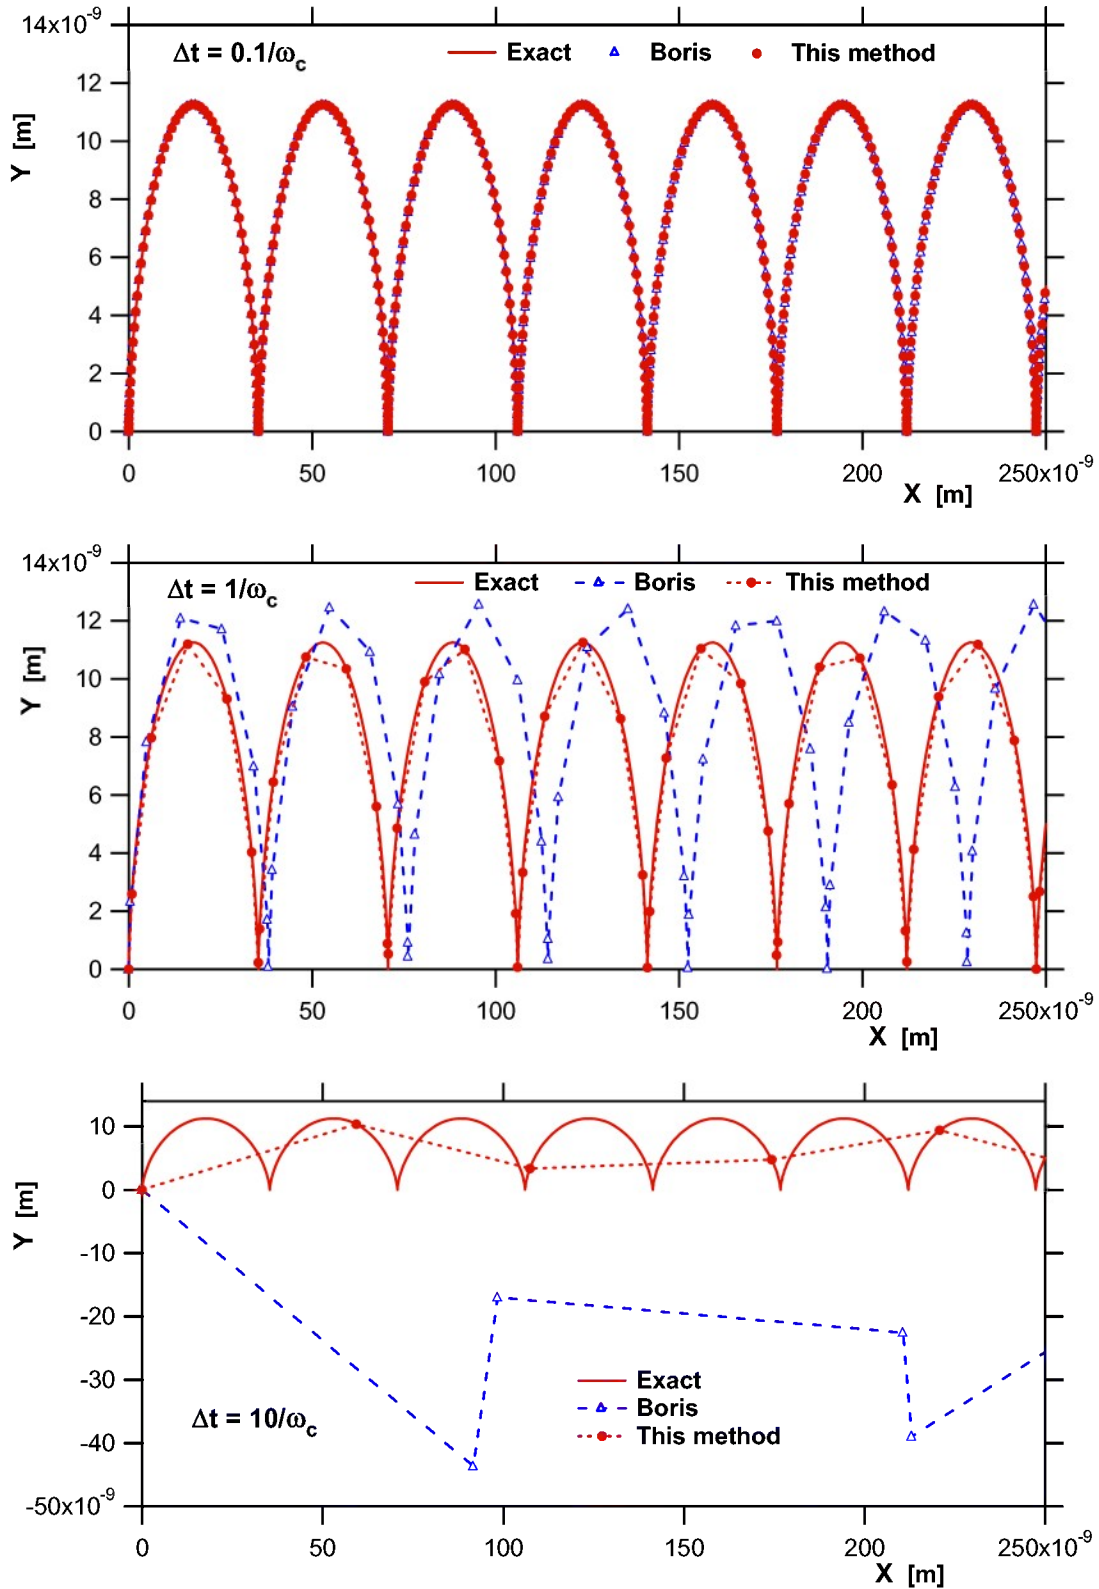 14x10⁻⁹
Δt = 0.1/ωc
Exact
Boris
This method
12
10
8
6
4
2
0
Y [m]
0
50
100
150
200
250x10⁻⁹
X [m]
14x10⁻⁹
Δt = 1/ωc
Exact
Boris
This method
12
10
8
6
4
2
0
Y [m]
0
50
100
150
200
250x10⁻⁹
X [m]
10
0
-10
-20
-30
-40
-50x10⁻⁹
Y [m]
Exact
Boris
This method
Δt = 10/ωc
0
50
100
150
200
250x10⁻⁹
X [m]